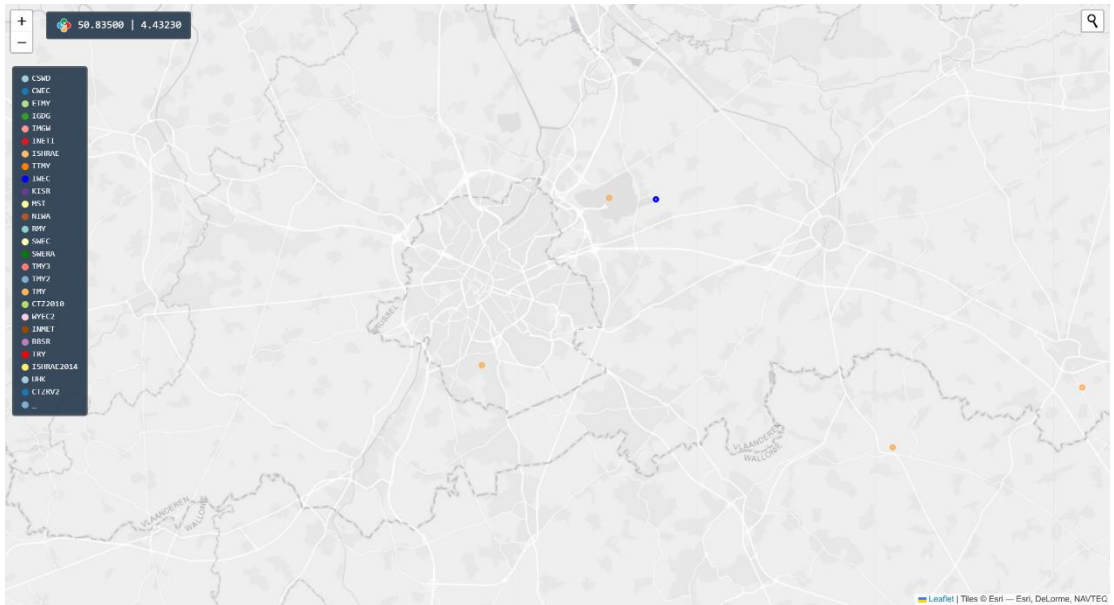 +
50.83500 | 4.43230
−
CSWD
CWEC
ETMY
IGDG
IMGW
INETI
ISHRAE
ITMY
IWEC
KISR
MSI
NIWA
RMY
SWEC
SWERA
TMY3
TMY2
TMY
CTZ2010
WYEC2
INMET
BBSR
TRY
ISHRAE2014
UHK
CTZRV2
_
BRUSSEL
VLAANDEREN
WALLONIE
VLAANDEREN
WALLONIE
Leaflet | Tiles © Esri — Esri, DeLorme, NAVTEQ